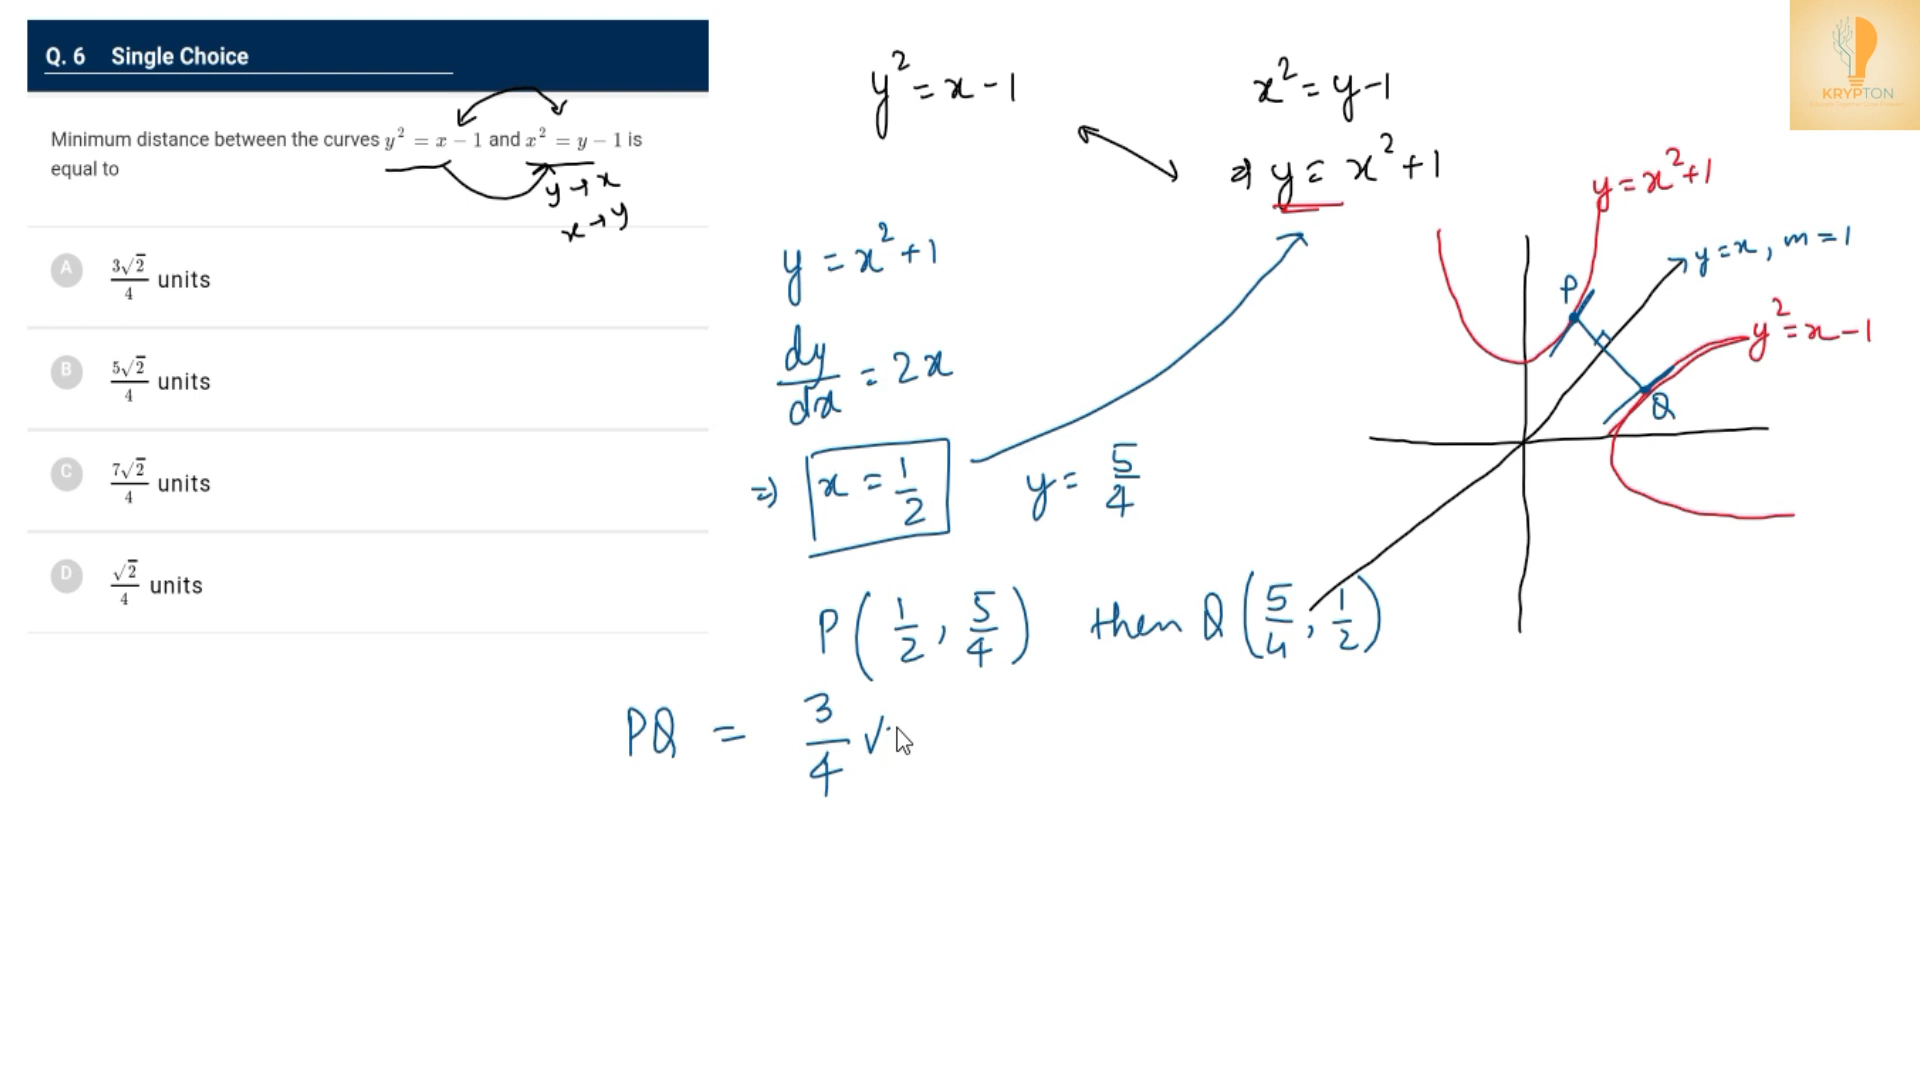 Q. 6 Single Choice
Minimum distance between the curves y² = x − 1 and x² = y − 1 is
equal to
y → x
x → y
A 3√2/4 units
B 5√2/4 units
C 7√2/4 units
D √2/4 units
y² = x - 1
x² = y - 1
⇒ y = x² + 1
y = x² + 1
dy/dx = 2x
⇒ x = 1/2 y = 5/4
P(1/2, 5/4) then Q(5/4, 1/2)
PQ = 3/4 √
y = x² + 1
y = x, m = 1
P
y² = x - 1
Q
KRYPTON